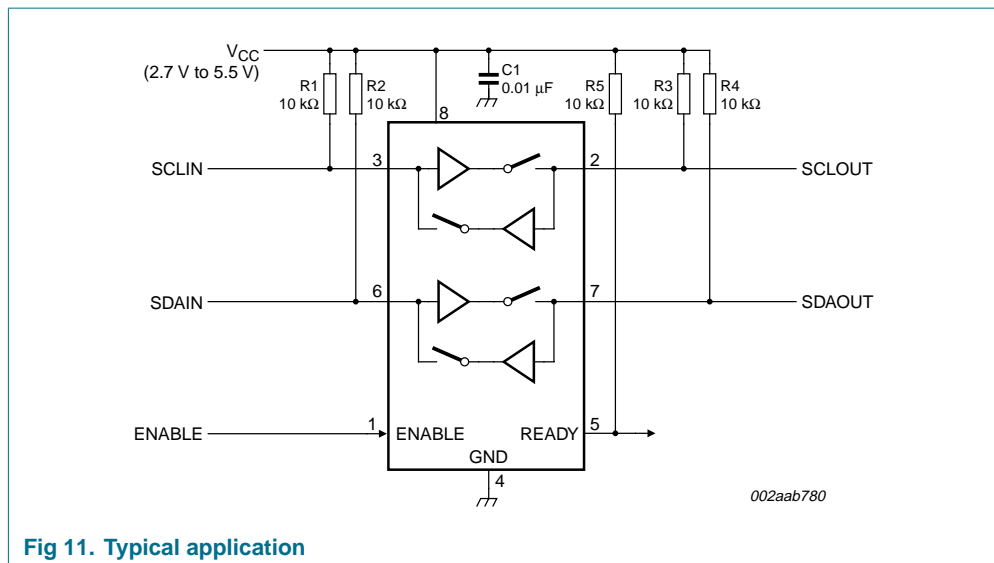 VCC
(2.7 V to 5.5 V)
R1
10 kΩ
R2
10 kΩ
C1
0.01 μF
R5
10 kΩ
R3
10 kΩ
R4
10 kΩ
8
SCLIN
3
2
SCLOUT
SDAIN
6
7
SDAOUT
ENABLE
1
ENABLE
READY
5
GND
4
002aab780
Fig 11. Typical application